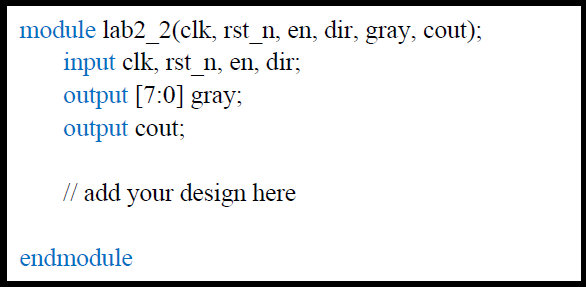 module lab2_2(clk, rst_n, en, dir, gray, cout);
input clk, rst_n, en, dir;
output [7:0] gray;
output cout;
// add your design here
endmodule